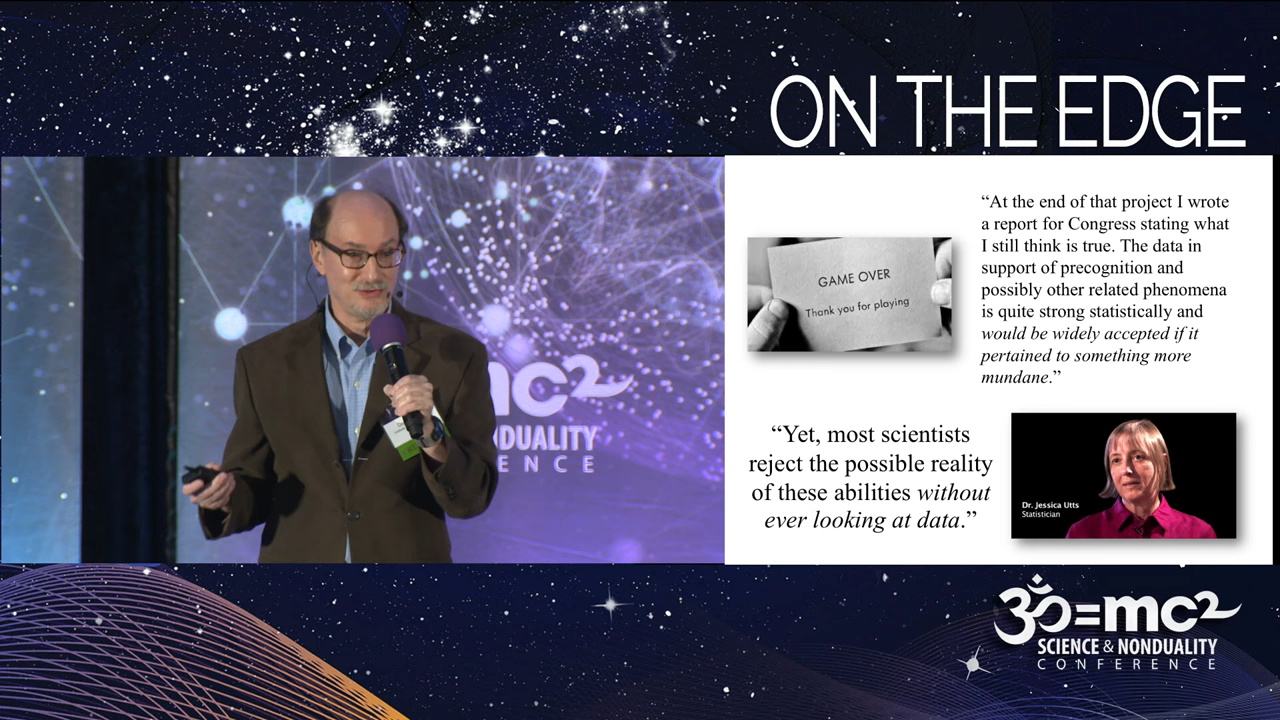 ON THE EDGE
“At the end of that project I wrote
a report for Congress stating what
I still think is true. The data in
support of precognition and
possibly other related phenomena
is quite strong statistically and
would be widely accepted if it
pertained to something more
mundane.”
GAME OVER
Thank you for playing
“Yet, most scientists
reject the possible reality
of these abilities without
ever looking at data.”
Dr. Jessica Utts
Statistician
mc2
NDUALITY
ENCE
ॐ=mc2
SCIENCE & NONDUALITY
CONFERENCE